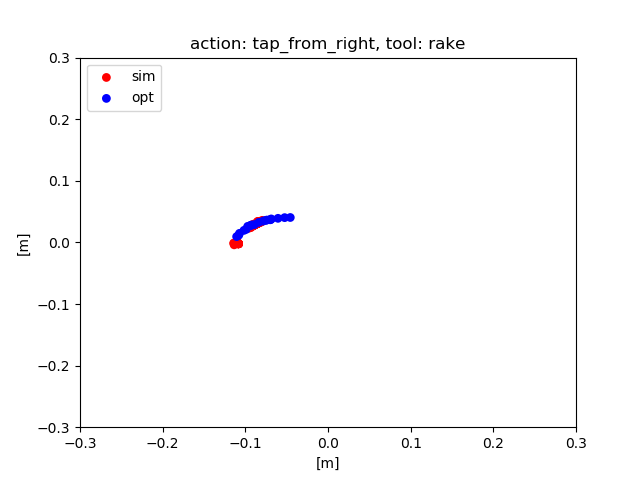 action: tap_from_right, tool: rake
sim
opt
0.3
0.2
0.1
0.0
−0.1
−0.2
−0.3
[m]
−0.3 −0.2 −0.1 0.0 0.1 0.2 0.3
[m]